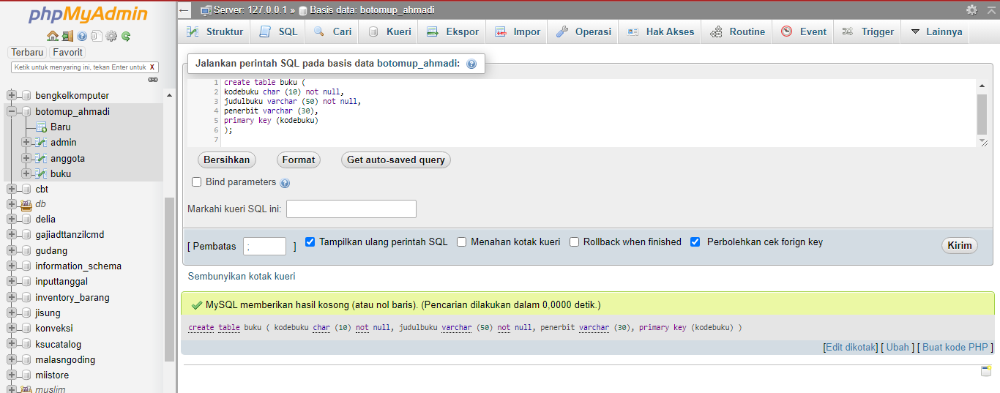 phpMyAdmin
Terbaru Favorit
Ketik untuk menyaring ini, tekan Enter untuk X
bengkelkomputer
botomup_ahmadi
Baru
admin
anggota
buku
cbt
db
delia
gajiadttanzilcmd
gudang
information_schema
inputtanggal
inventory_barang
jisung
konveksi
ksucatalog
malasngoding
miistore
muslim
Server: 127.0.0.1 » Basis data: botomup_ahmadi
Struktur SQL Cari Kueri Ekspor Impor Operasi Hak Akses Routine Event Trigger Lainnya
Jalankan perintah SQL pada basis data botomup_ahmadi:
1 create table buku (
2 kodebuku char (10) not null,
3 judulbuku varchar (50) not null,
4 penerbit varchar (30),
5 primary key (kodebuku)
6 );
7
Bersihkan Format Get auto-saved query
Bind parameters
Markahi kueri SQL ini:
[ Pembatas ; ] Tampilkan ulang perintah SQL Menahan kotak kueri Rollback when finished Perbolehkan cek forign key Kirim
Sembunyikan kotak kueri
MySQL memberikan hasil kosong (atau nol baris). (Pencarian dilakukan dalam 0,0000 detik.)
create table buku ( kodebuku char (10) not null, judulbuku varchar (50) not null, penerbit varchar (30), primary key (kodebuku) )
[Edit dikotak] [ Ubah ] [ Buat kode PHP ]